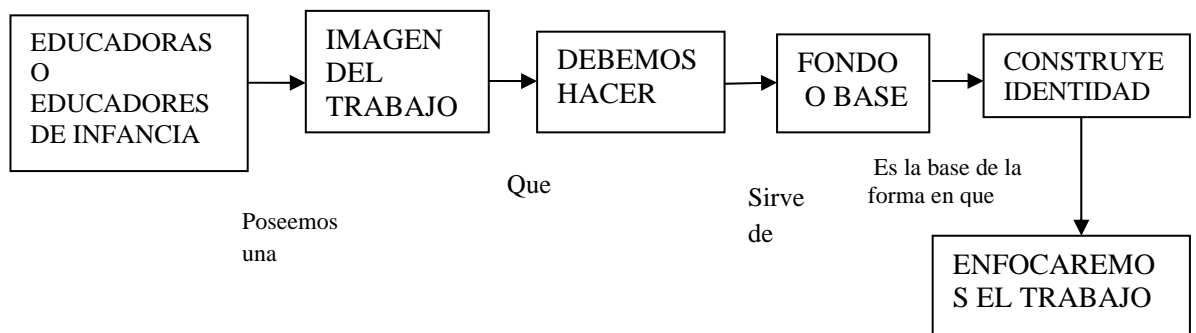 EDUCADORAS
O
EDUCADORES
DE INFANCIA
Poseemos
una
IMAGEN
DEL
TRABAJO
Que
DEBEMOS
HACER
Sirve
de
FONDO
O BASE
Es la base de la
forma en que
CONSTRUYE
IDENTIDAD
ENFOCAREMO
S EL TRABAJO